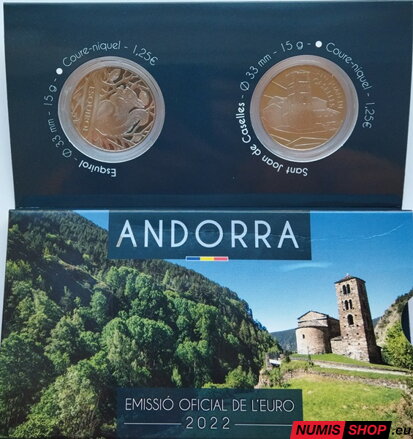 Esquirol - Ø 33 mm - 15 g - Coure-níquel - 1,25€
ESQUIROL
Sant Joan de Caselles - Ø 33 mm - 15 g - Coure-níquel - 1,25€
ANDORRA
EMISSIÓ OFICIAL DE L'EURO
2022
NUMIS SHOP.eu